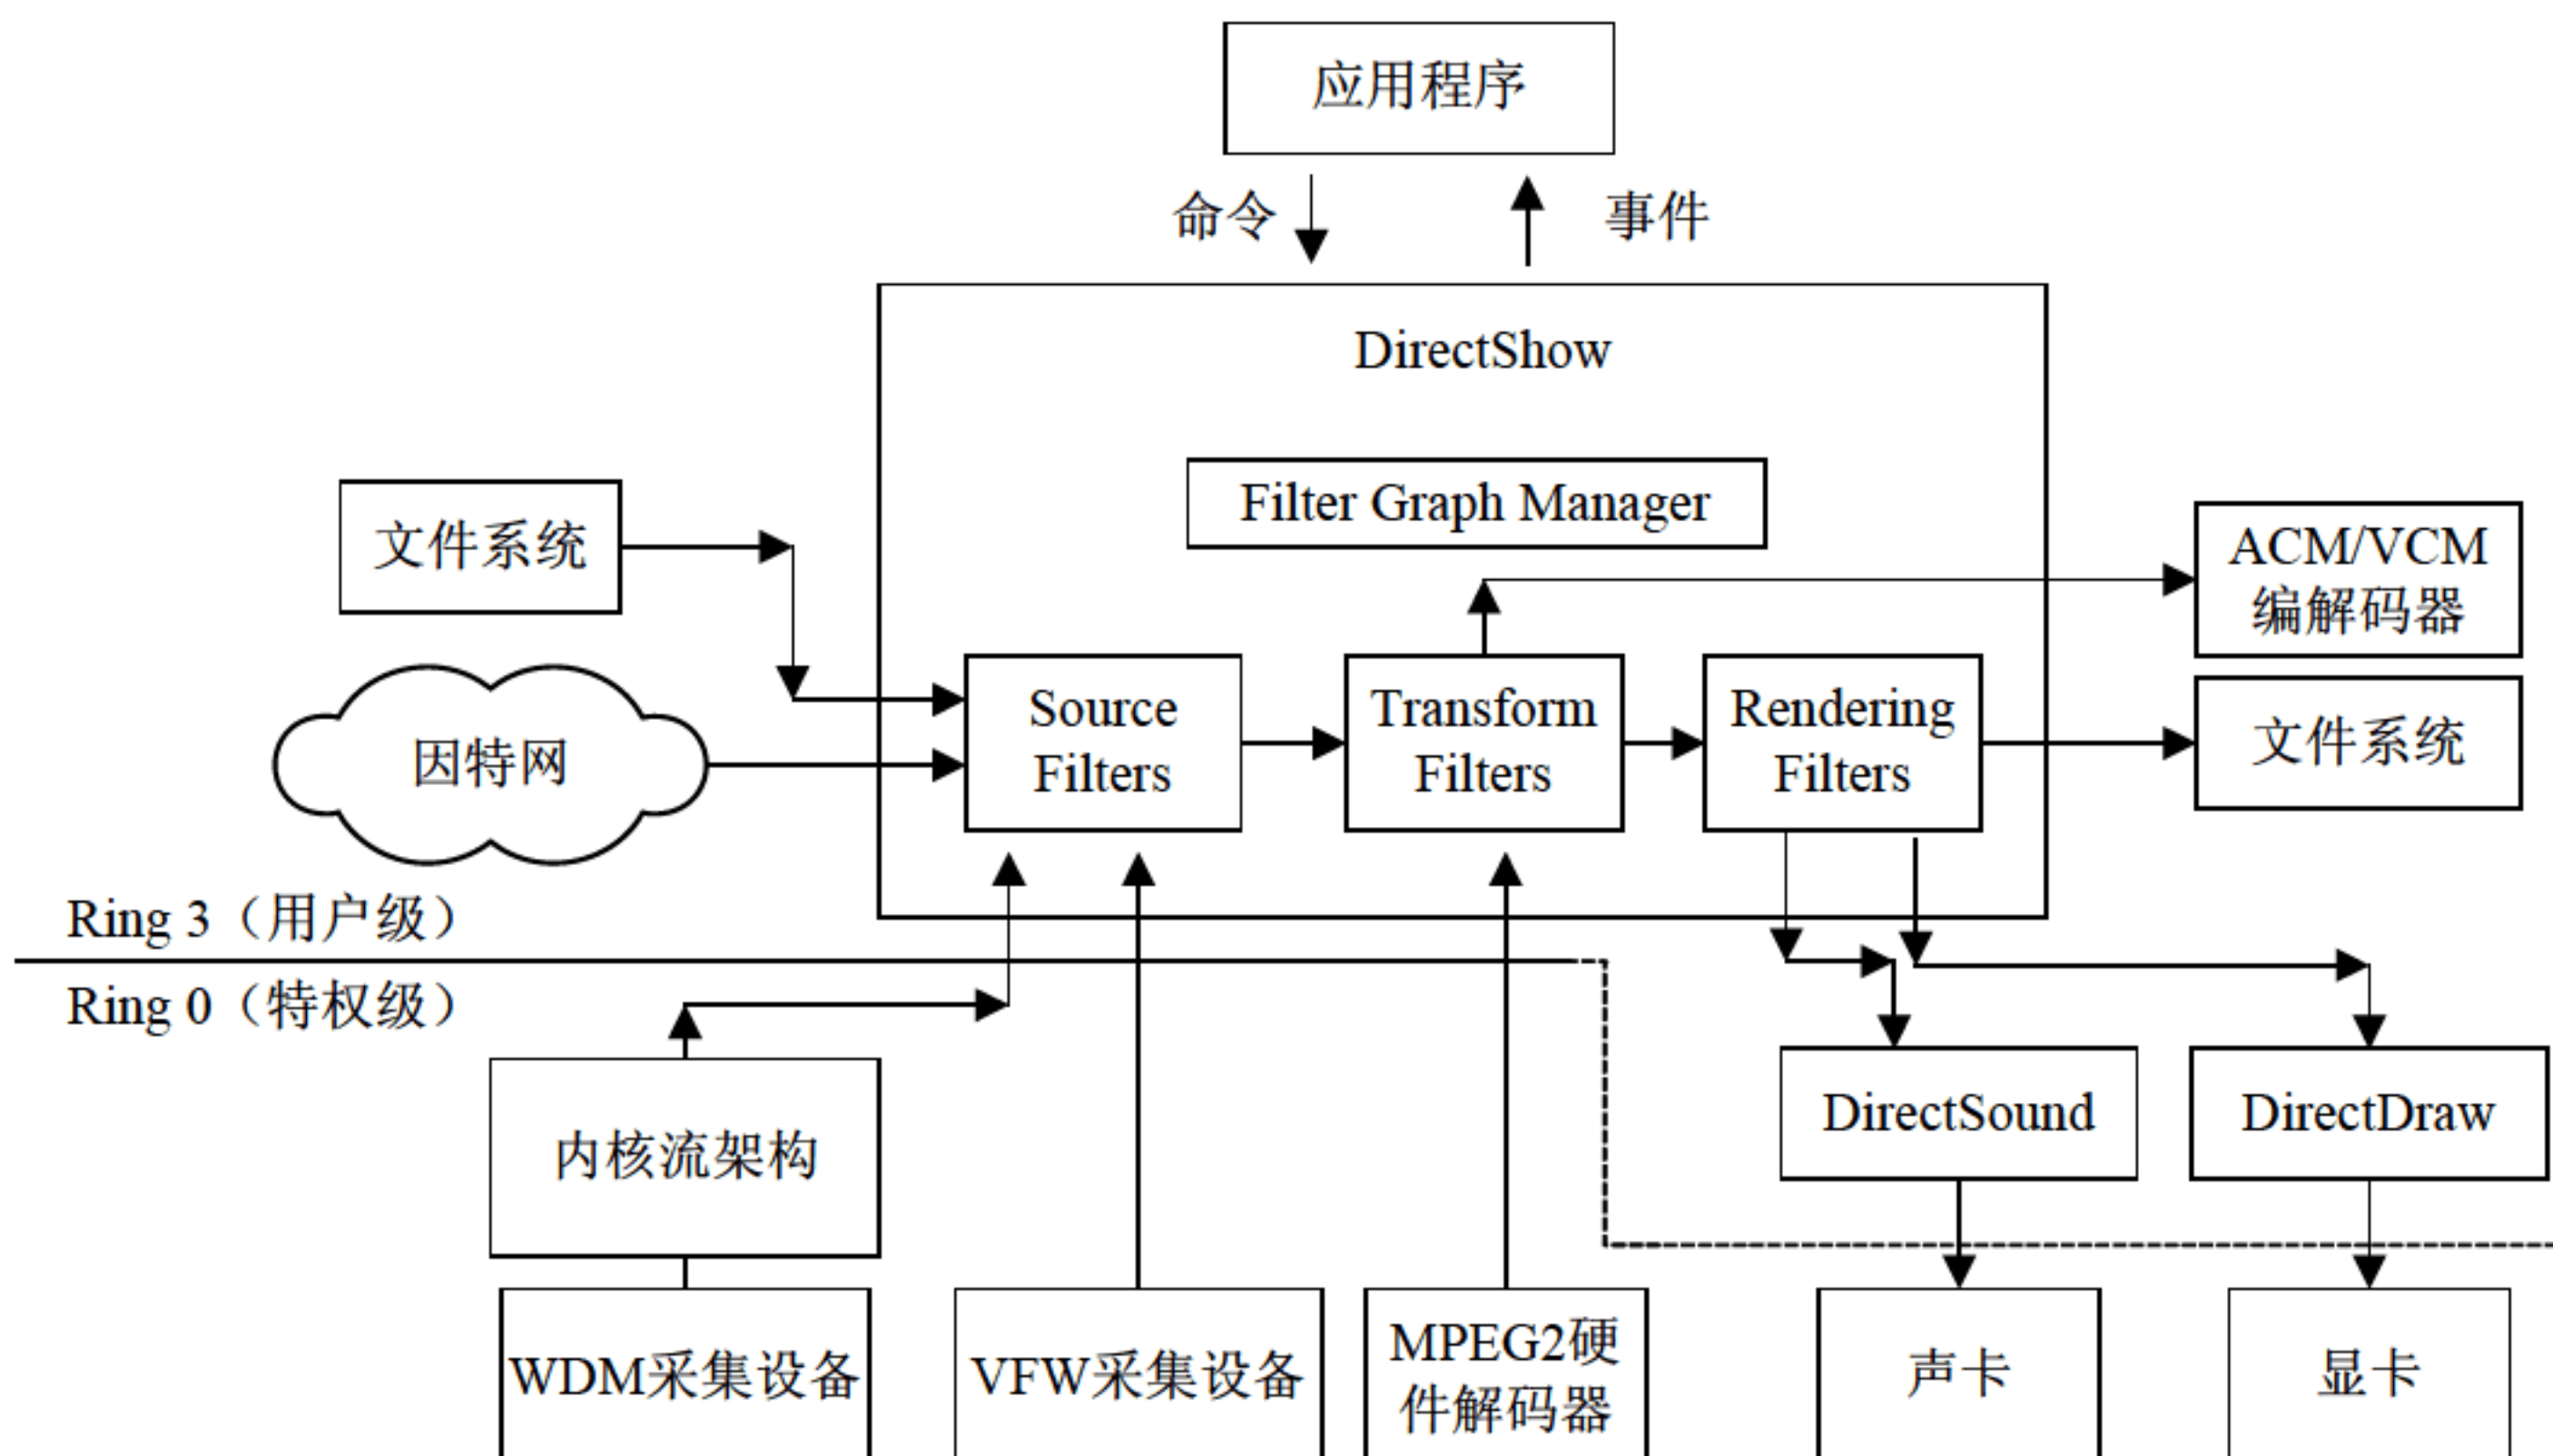 应用程序
命令
事件
DirectShow
Filter Graph Manager
文件系统
ACM/VCM
编解码器
因特网
Source
Filters
Transform
Filters
Rendering
Filters
文件系统
Ring 3（用户级）
Ring 0（特权级）
内核流架构
DirectSound
DirectDraw
WDM采集设备
VFW采集设备
MPEG2硬
件解码器
声卡
显卡